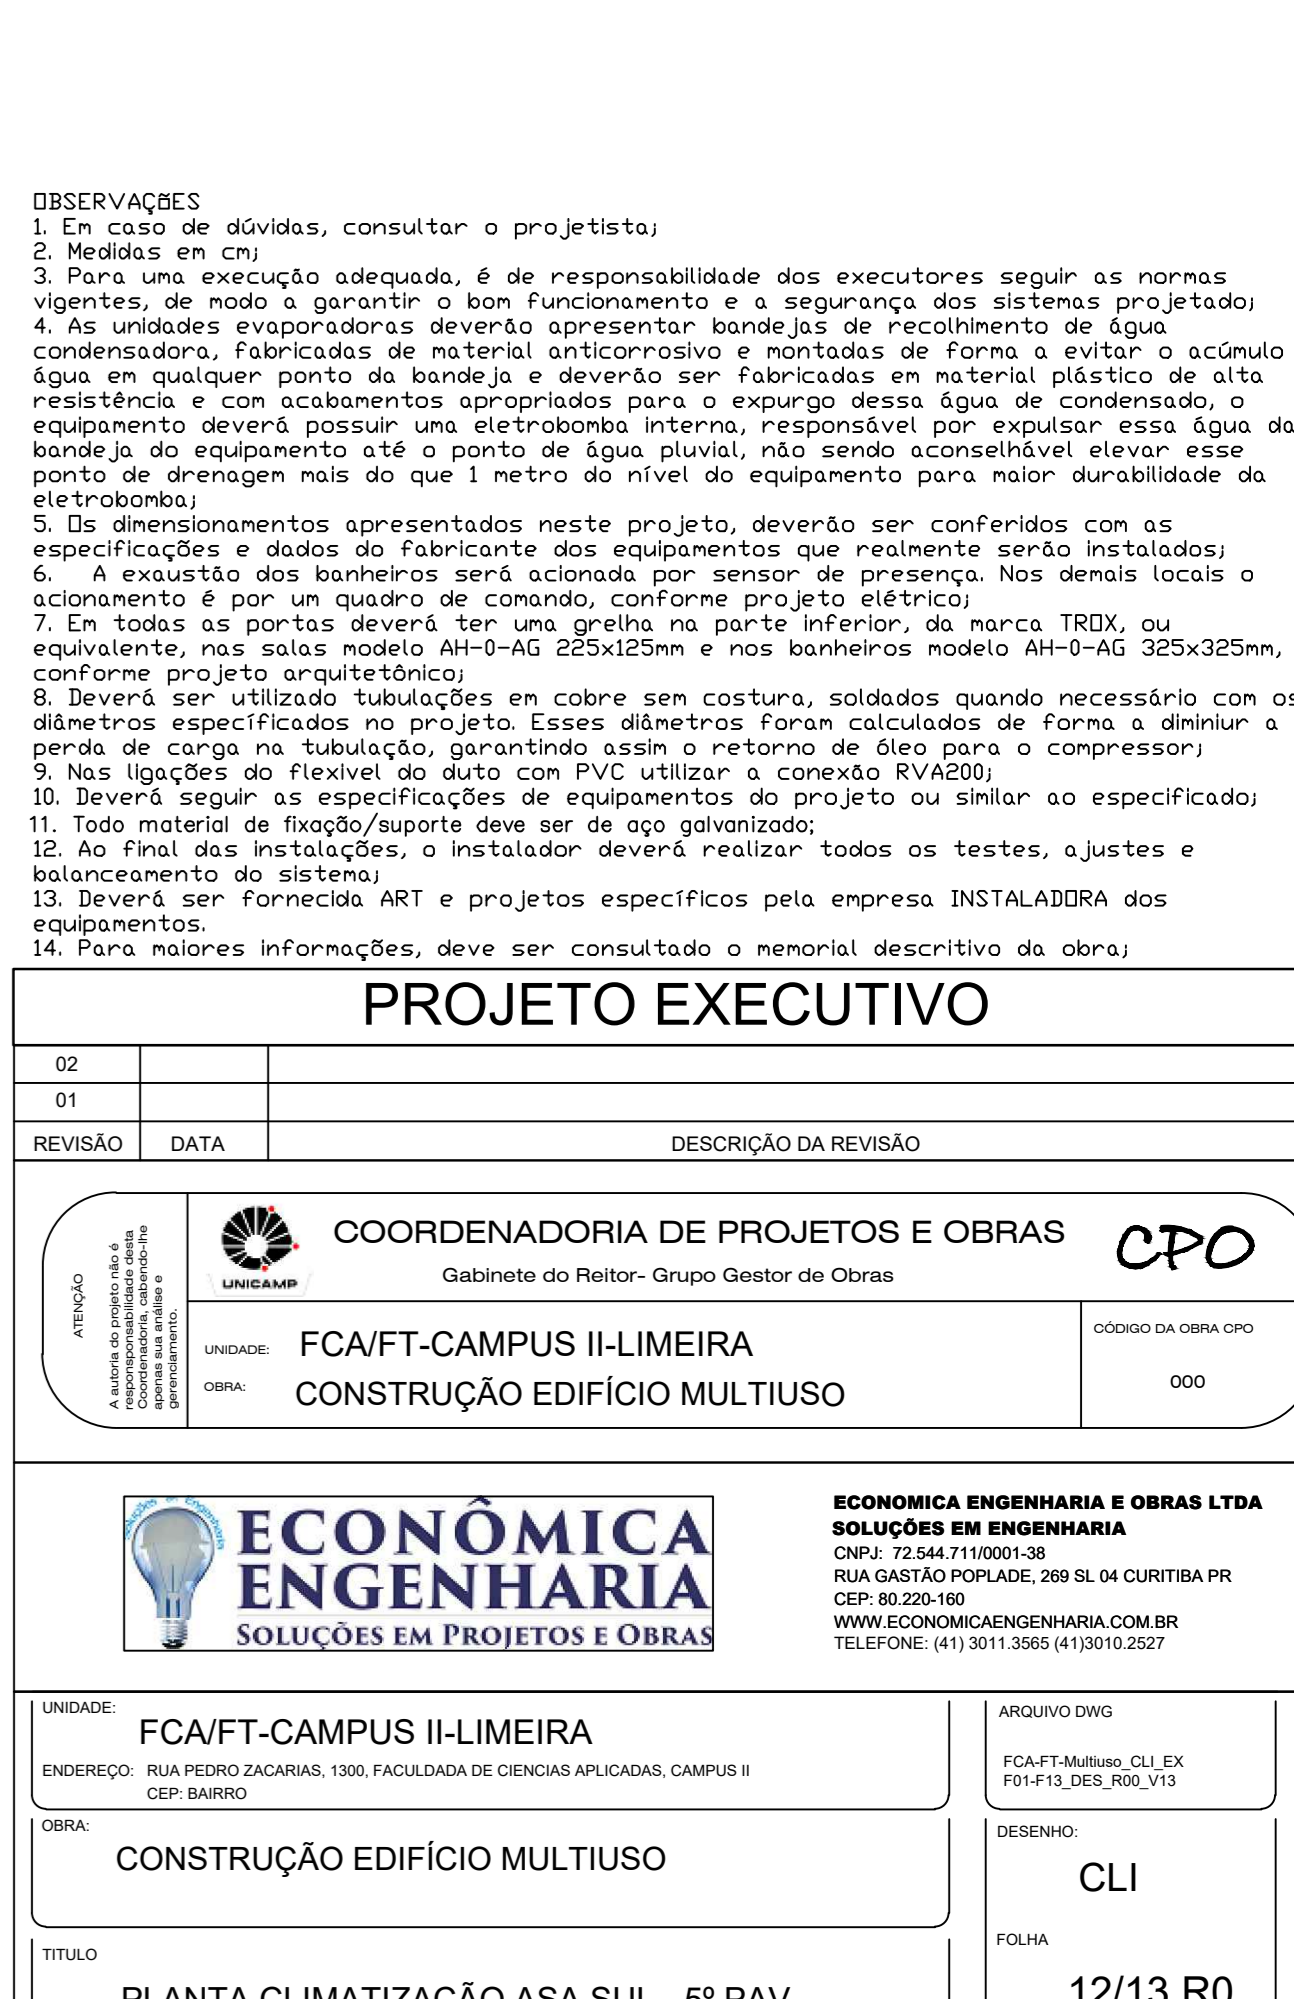 OBSERVAÇÕES
1. Em caso de dúvidas, consultar o projetista;
2. Medidas em cm;
3. Para uma execução adequada, é de responsabilidade dos executores seguir as normas
vigentes, de modo a garantir o bom funcionamento e a segurança dos sistemas projetado;
4. As unidades evaporadoras deverão apresentar bandejas de recolhimento de água
condensadora, fabricadas de material anticorrosivo e montadas de forma a evitar o acúmulo
água em qualquer ponto da bandeja e deverão ser fabricadas em material plástico de alta
resistência e com acabamentos apropriados para o expurgo dessa água de condensado, o
equipamento deverá possuir uma eletrobomba interna, responsável por expulsar essa água da
bandeja do equipamento até o ponto de água pluvial, não sendo aconselhável elevar esse
ponto de drenagem mais do que 1 metro do nível do equipamento para maior durabilidade da
eletrobomba;
5. Os dimensionamentos apresentados neste projeto, deverão ser conferidos com as
especificações e dados do fabricante dos equipamentos que realmente serão instalados;
6. A exaustão dos banheiros será acionada por sensor de presença. Nos demais locais o
acionamento é por um quadro de comando, conforme projeto elétrico;
7. Em todas as portas deverá ter uma grelha na parte inferior, da marca TROX, ou
equivalente, nas salas modelo AH-0-AG 225x125mm e nos banheiros modelo AH-0-AG 325x325mm,
conforme projeto arquitetônico;
8. Deverá ser utilizado tubulações em cobre sem costura, soldados quando necessário com os
diâmetros específicados no projeto. Esses diâmetros foram calculados de forma a diminiur a
perda de carga na tubulação, garantindo assim o retorno de óleo para o compressor;
9. Nas ligações do flexivel do duto com PVC utilizar a conexão RVA200;
10. Deverá seguir as especificações de equipamentos do projeto ou similar ao especificado;
11. Todo material de fixação/suporte deve ser de aço galvanizado;
12. Ao final das instalações, o instalador deverá realizar todos os testes, ajustes e
balanceamento do sistema;
13. Deverá ser fornecida ART e projetos específicos pela empresa INSTALADORA dos
equipamentos.
14. Para maiores informações, deve ser consultado o memorial descritivo da obra;
PROJETO EXECUTIVO
02
01
REVISÃO DATA DESCRIÇÃO DA REVISÃO
ATENÇÃO
A autoria do projeto não é
responsponsabilidade desta
Coordenadoria, cabendo-lhe
apenas sua análise e
gerenciamento.
UNICAMP
COORDENADORIA DE PROJETOS E OBRAS
Gabinete do Reitor- Grupo Gestor de Obras
CPO
UNIDADE: FCA/FT-CAMPUS II-LIMEIRA
OBRA: CONSTRUÇÃO EDIFÍCIO MULTIUSO
CÓDIGO DA OBRA CPO
000
Soluções em Engenharia
ECONÔMICA
ENGENHARIA
SOLUÇÕES EM PROJETOS E OBRAS
ECONOMICA ENGENHARIA E OBRAS LTDA
SOLUÇÕES EM ENGENHARIA
CNPJ: 72.544.711/0001-38
RUA GASTÃO POPLADE, 269 SL 04 CURITIBA PR
CEP: 80.220-160
WWW.ECONOMICAENGENHARIA.COM.BR
TELEFONE: (41) 3011.3565 (41)3010.2527
UNIDADE:
FCA/FT-CAMPUS II-LIMEIRA
ENDEREÇO: RUA PEDRO ZACARIAS, 1300, FACULDADA DE CIENCIAS APLICADAS, CAMPUS II
CEP: BAIRRO
ARQUIVO DWG
FCA-FT-Multiuso_CLI_EX
F01-F13_DES_R00_V13
OBRA:
CONSTRUÇÃO EDIFÍCIO MULTIUSO
DESENHO:
CLI
FOLHA
12/13 R0
TITULO
PLANTA CLIMATIZAÇÃO ASA SUL - 5º PAV